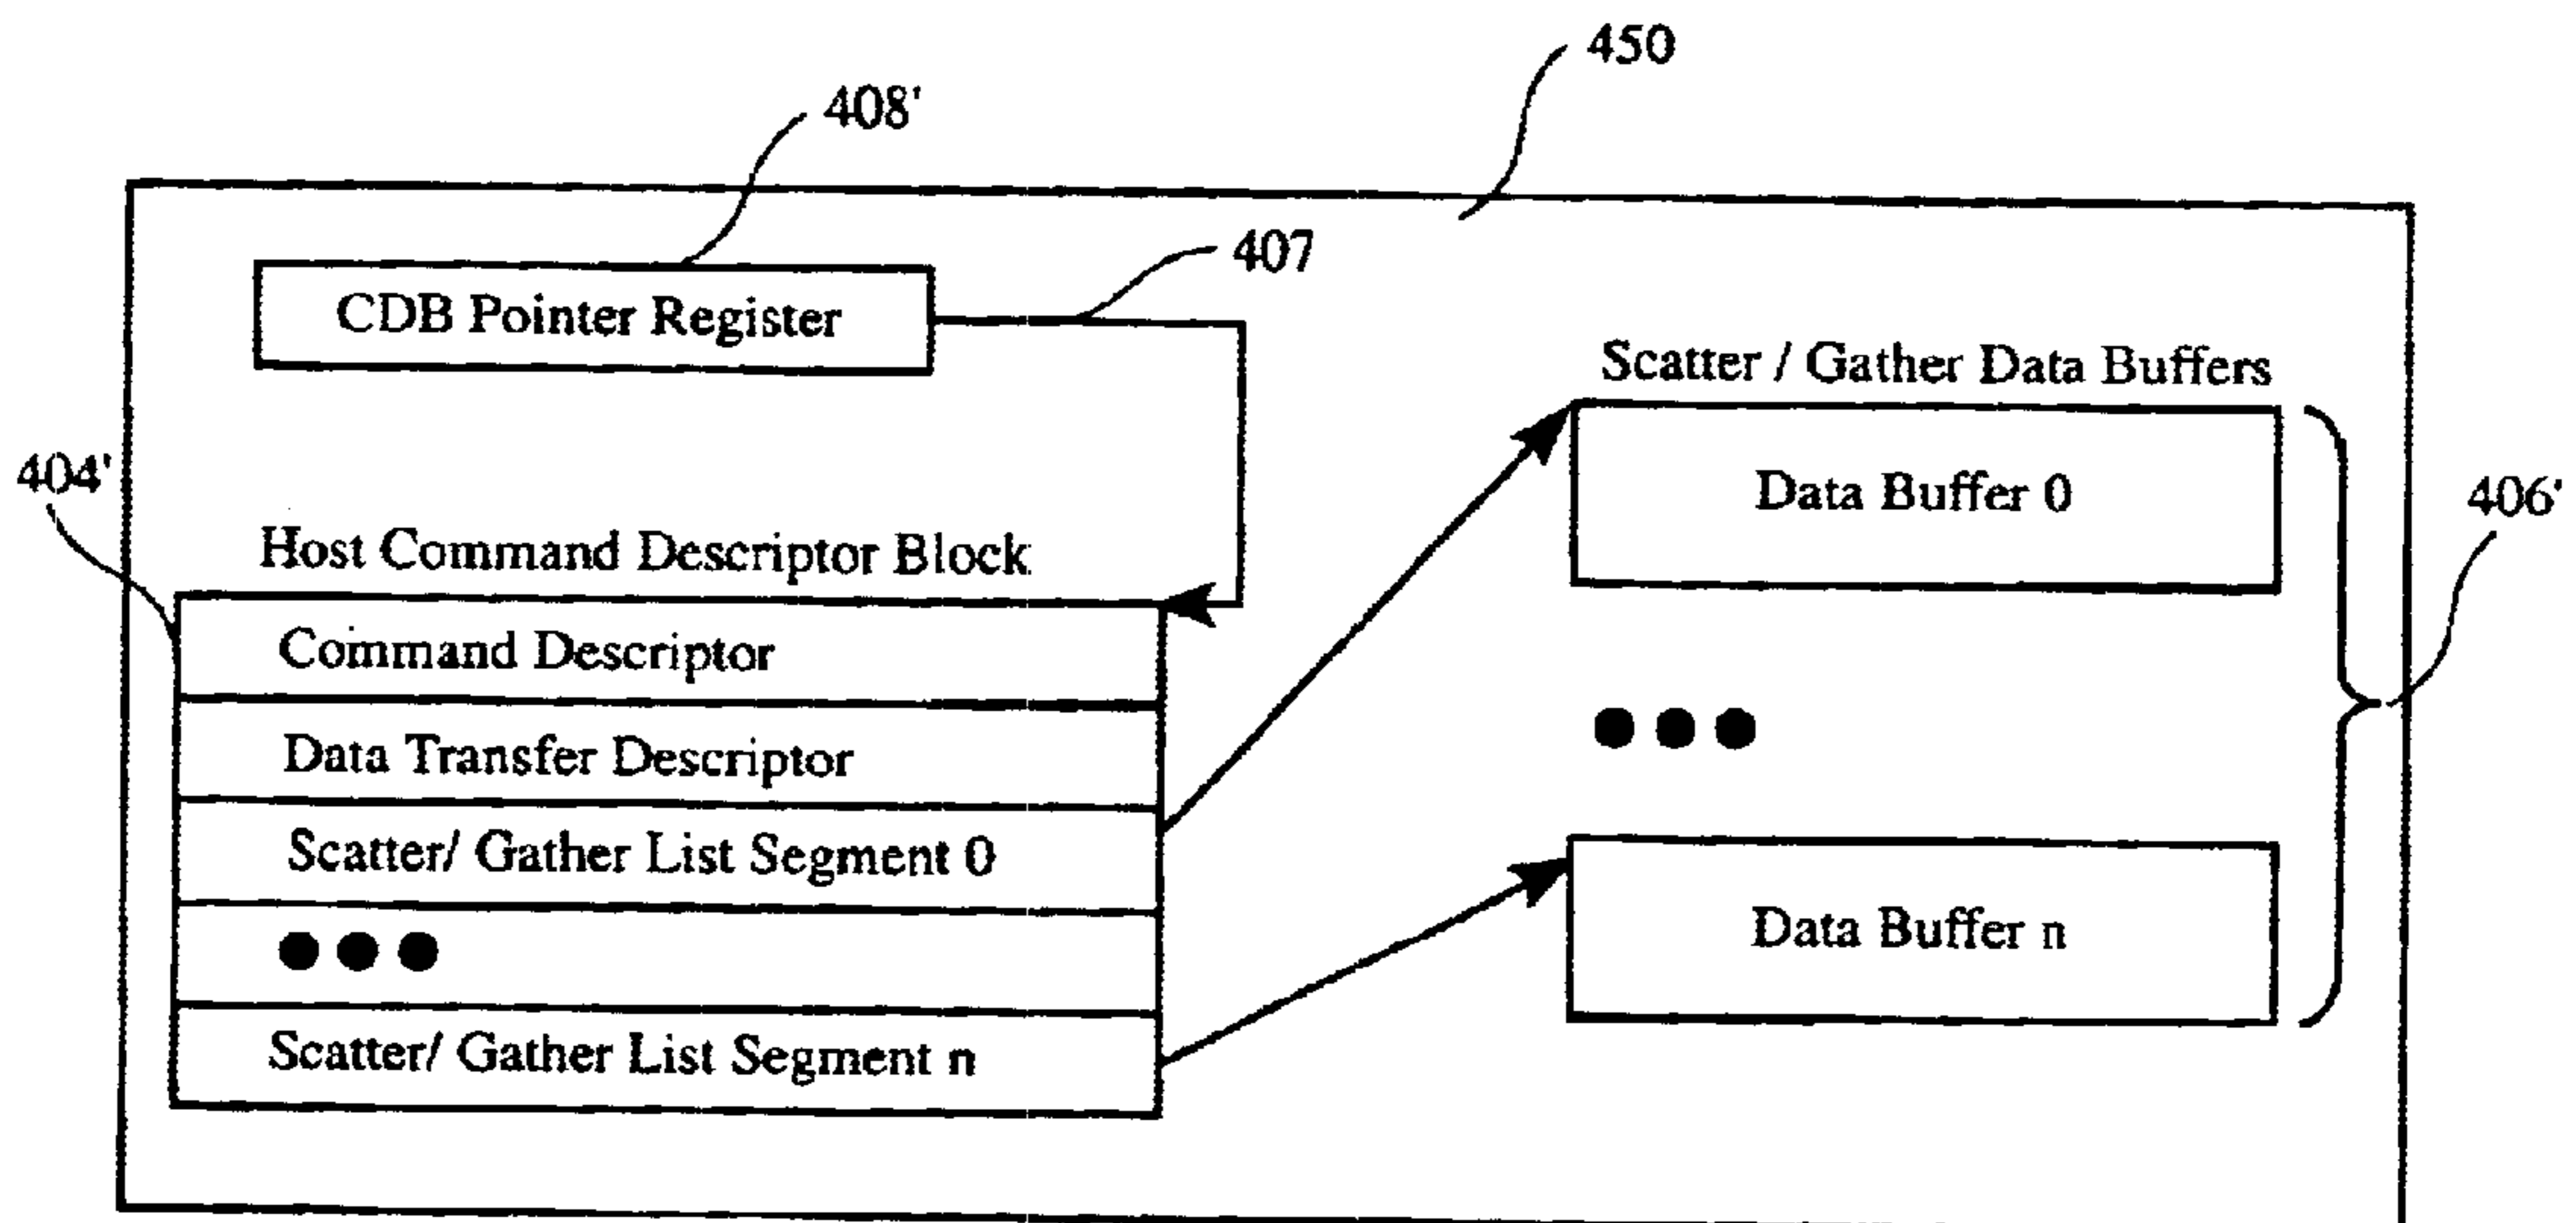 450
408'
407
CDB Pointer Register
Scatter / Gather Data Buffers
404'
Data Buffer 0
406'
Host Command Descriptor Block
Command Descriptor
Data Transfer Descriptor
Scatter/ Gather List Segment 0
Data Buffer n
Scatter/ Gather List Segment n